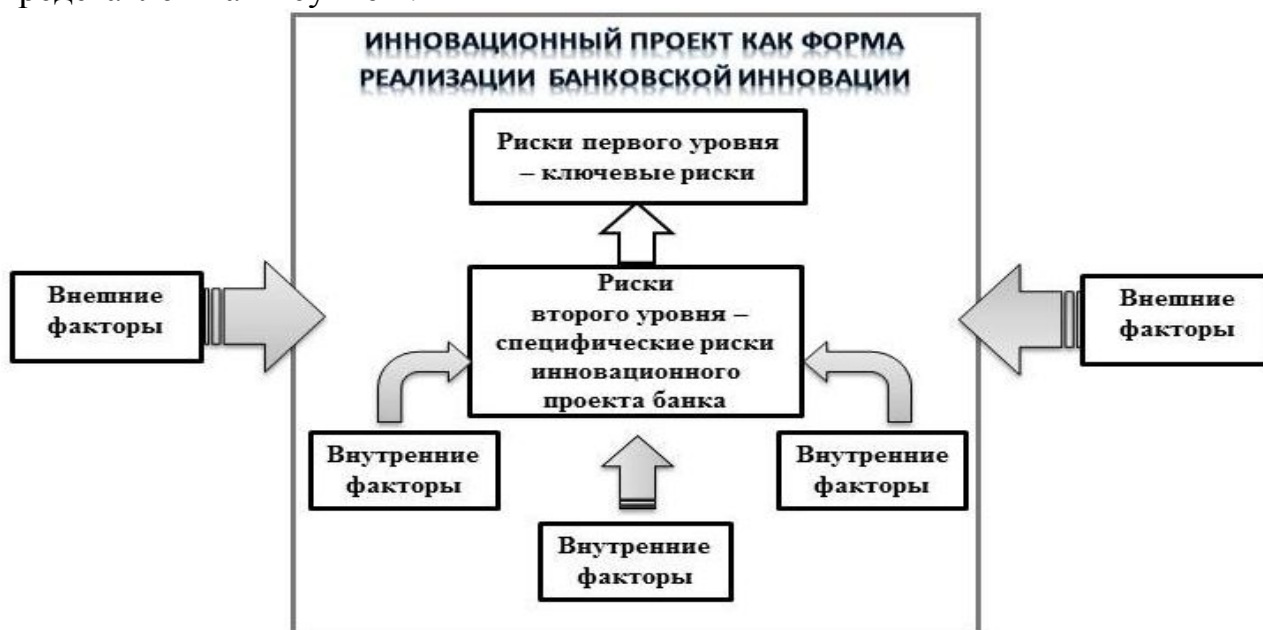 ИННОВАЦИОННЫЙ ПРОЕКТ КАК ФОРМА
РЕАЛИЗАЦИИ БАНКОВСКОЙ ИННОВАЦИИ
Риски первого уровня
– ключевые риски
Внешние
факторы
Риски
второго уровня –
специфические риски
инновационного
проекта банка
Внешние
факторы
Внутренние
факторы
Внутренние
факторы
Внутренние
факторы